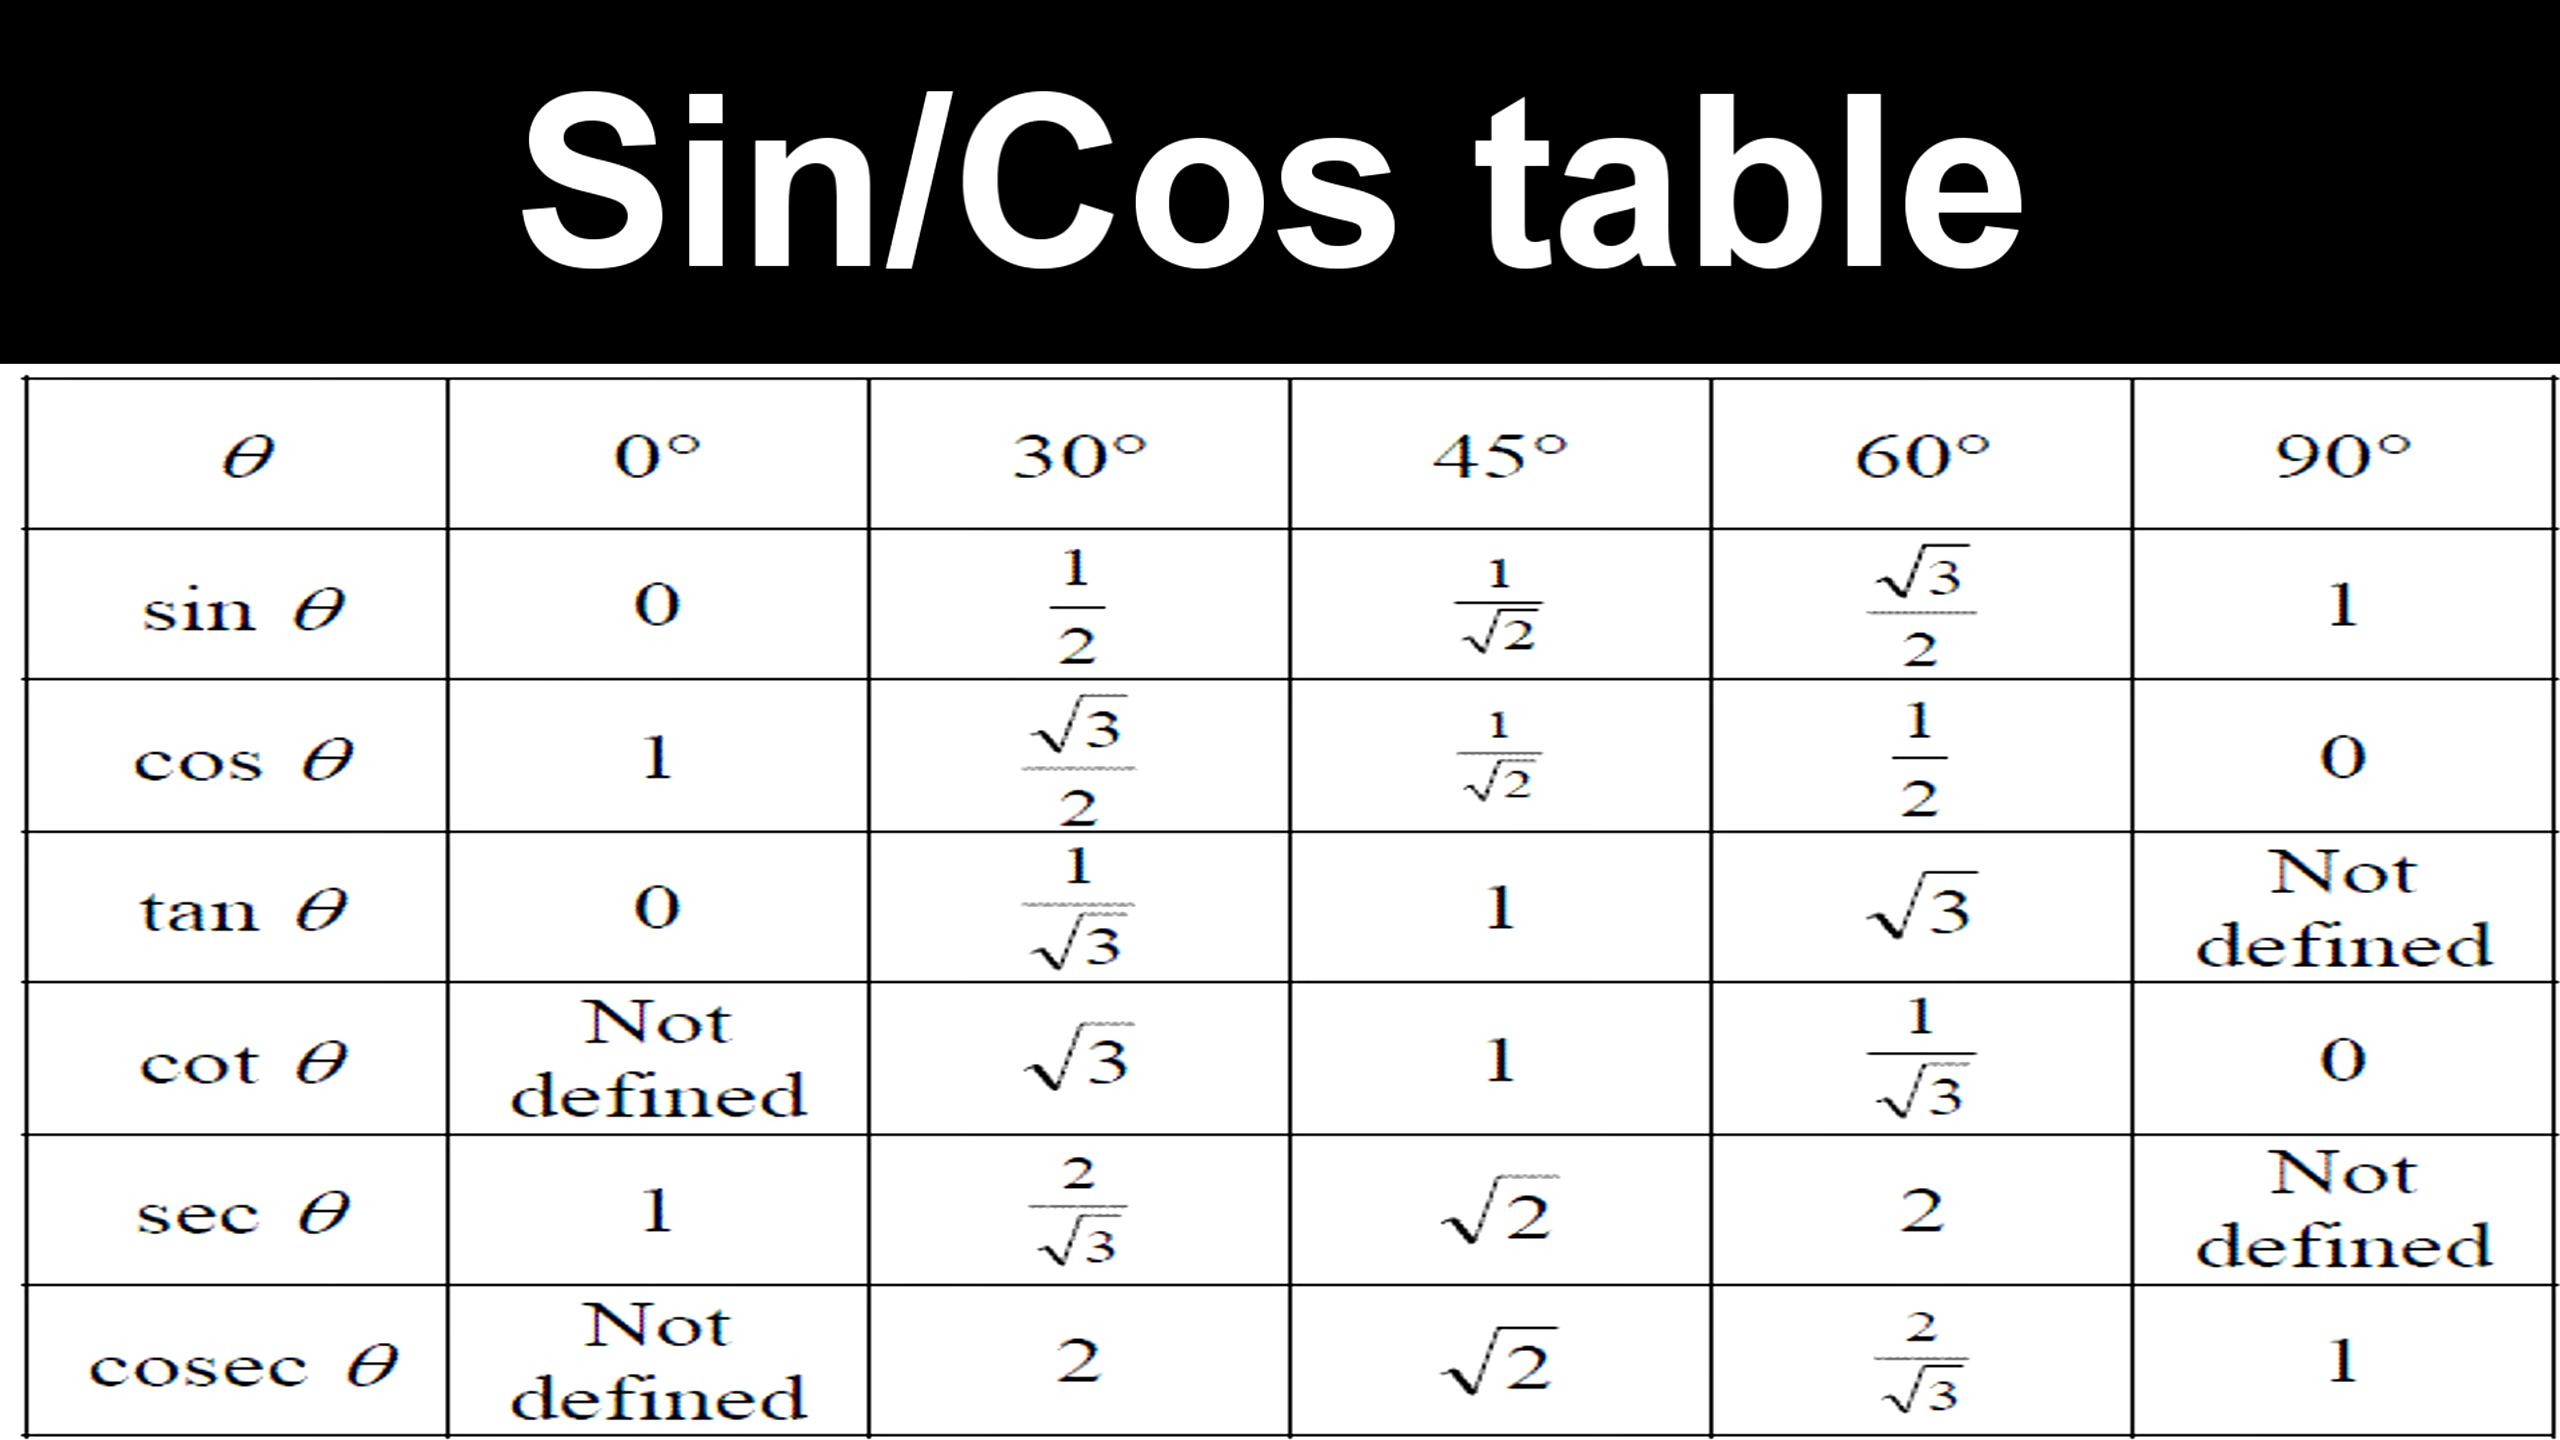 Sin/Cos table
θ 0° 30° 45° 60° 90°
sin θ 0 1/2 1/√2 √3/2 1
cos θ 1 √3/2 1/√2 1/2 0
tan θ 0 1/√3 1 √3 Not defined
cot θ Not defined √3 1 1/√3 0
sec θ 1 2/√3 √2 2 Not defined
cosec θ Not defined 2 √2 2/√3 1